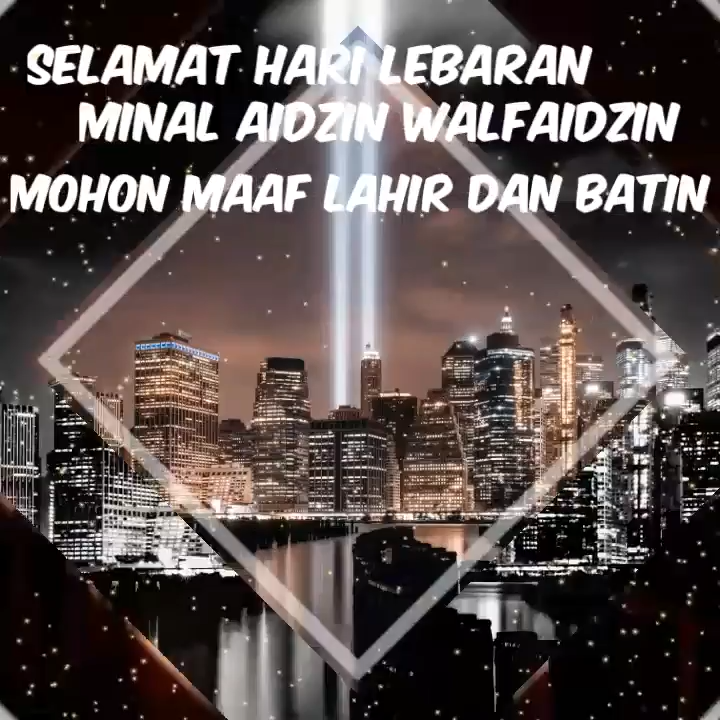 SELAMAT HARI LEBARAN
MINAL AIDZIN WALFAIDZIN
MOHON MAAF LAHIR DAN BATIN